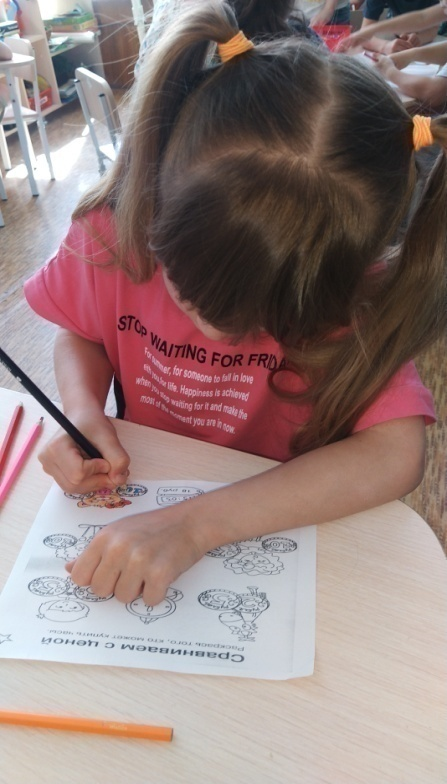 STOP WAITING FOR FRID
For summer, for someone to fall in love
with you, for life. Happiness is achieved
when you stop waiting for it and make the
most of the moment you are in now.
Сравниваем с ценой
Раскрась того, кто может купить часы.